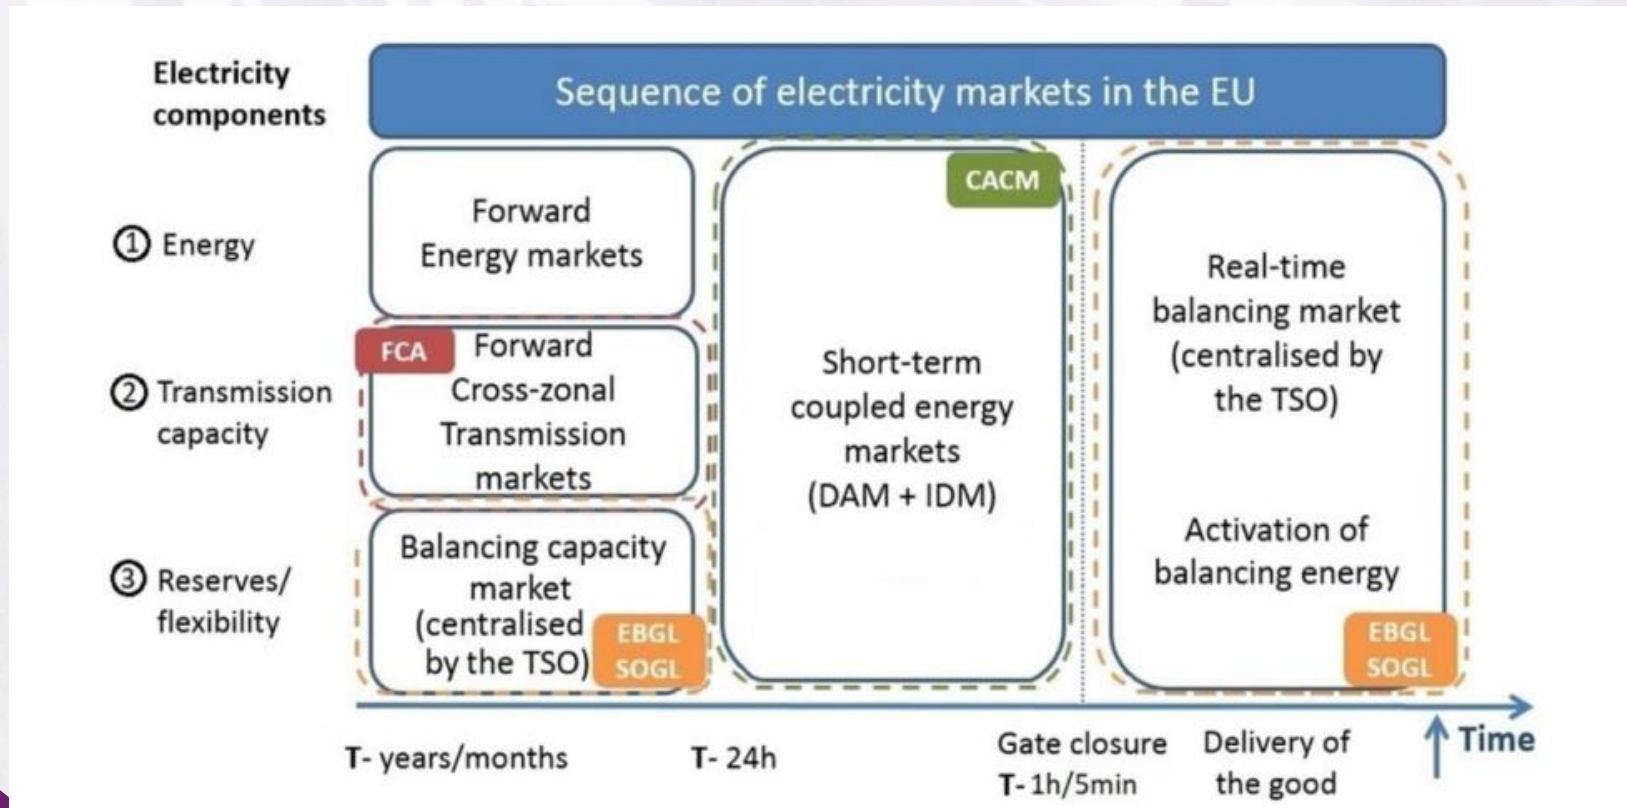 Electricity
components
Sequence of electricity markets in the EU
① Energy
Forward
Energy markets
CACM
② Transmission
capacity
FCA
Forward
Cross-zonal
Transmission
markets
③ Reserves/
flexibility
Balancing capacity
market
(centralised
by the TSO)
EBGL
SOGL
Short-term
coupled energy
markets
(DAM + IDM)
Real-time
balancing market
(centralised by
the TSO)
Activation of
balancing energy
EBGL
SOGL
T- years/months
T- 24h
Gate closure
T- 1h/5min
Delivery of
the good
Time